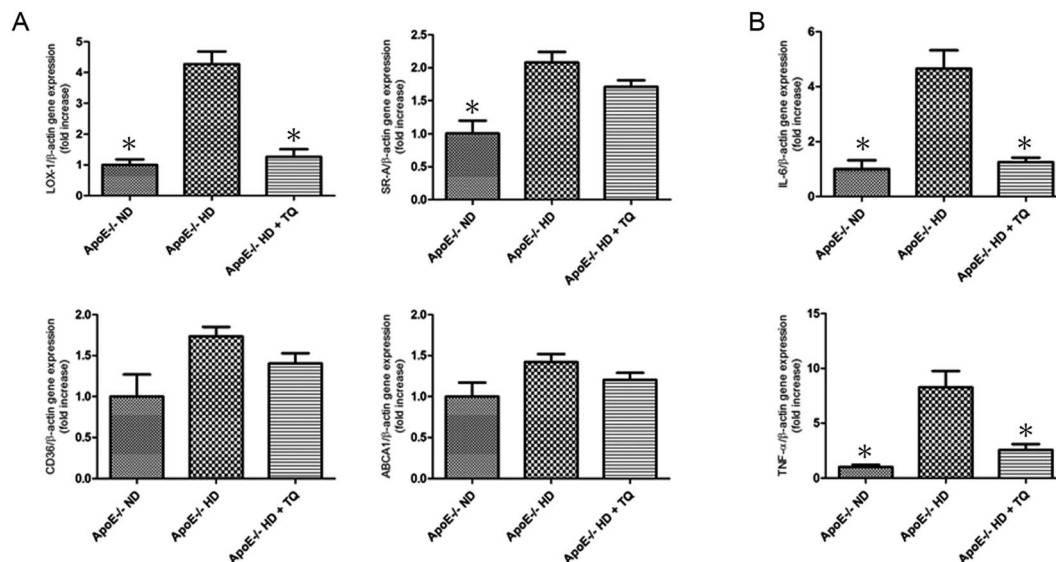 A
LOX-1/β-actin gene expression
(fold increase)
5
4
3
2
1
0
*
*
ApoE-/- ND
ApoE-/- HD
ApoE-/- HD + TQ
SR-A/β-actin gene expression
(fold increase)
2.5
2.0
1.5
1.0
0.5
0.0
*
ApoE-/- ND
ApoE-/- HD
ApoE-/- HD + TQ
B
IL-6/β-actin gene expression
(fold increase)
6
4
2
0
*
*
ApoE-/- ND
ApoE-/- HD
ApoE-/- HD + TQ
CD36/β-actin gene expression
(fold increase)
2.0
1.5
1.0
0.5
0.0
ApoE-/- ND
ApoE-/- HD
ApoE-/- HD + TQ
ABCA1/β-actin gene expression
(fold increase)
2.0
1.5
1.0
0.5
0.0
ApoE-/- ND
ApoE-/- HD
ApoE-/- HD + TQ
TNF-α/β-actin gene expression
(fold increase)
15
10
5
0
*
*
ApoE-/- ND
ApoE-/- HD
ApoE-/- HD + TQ